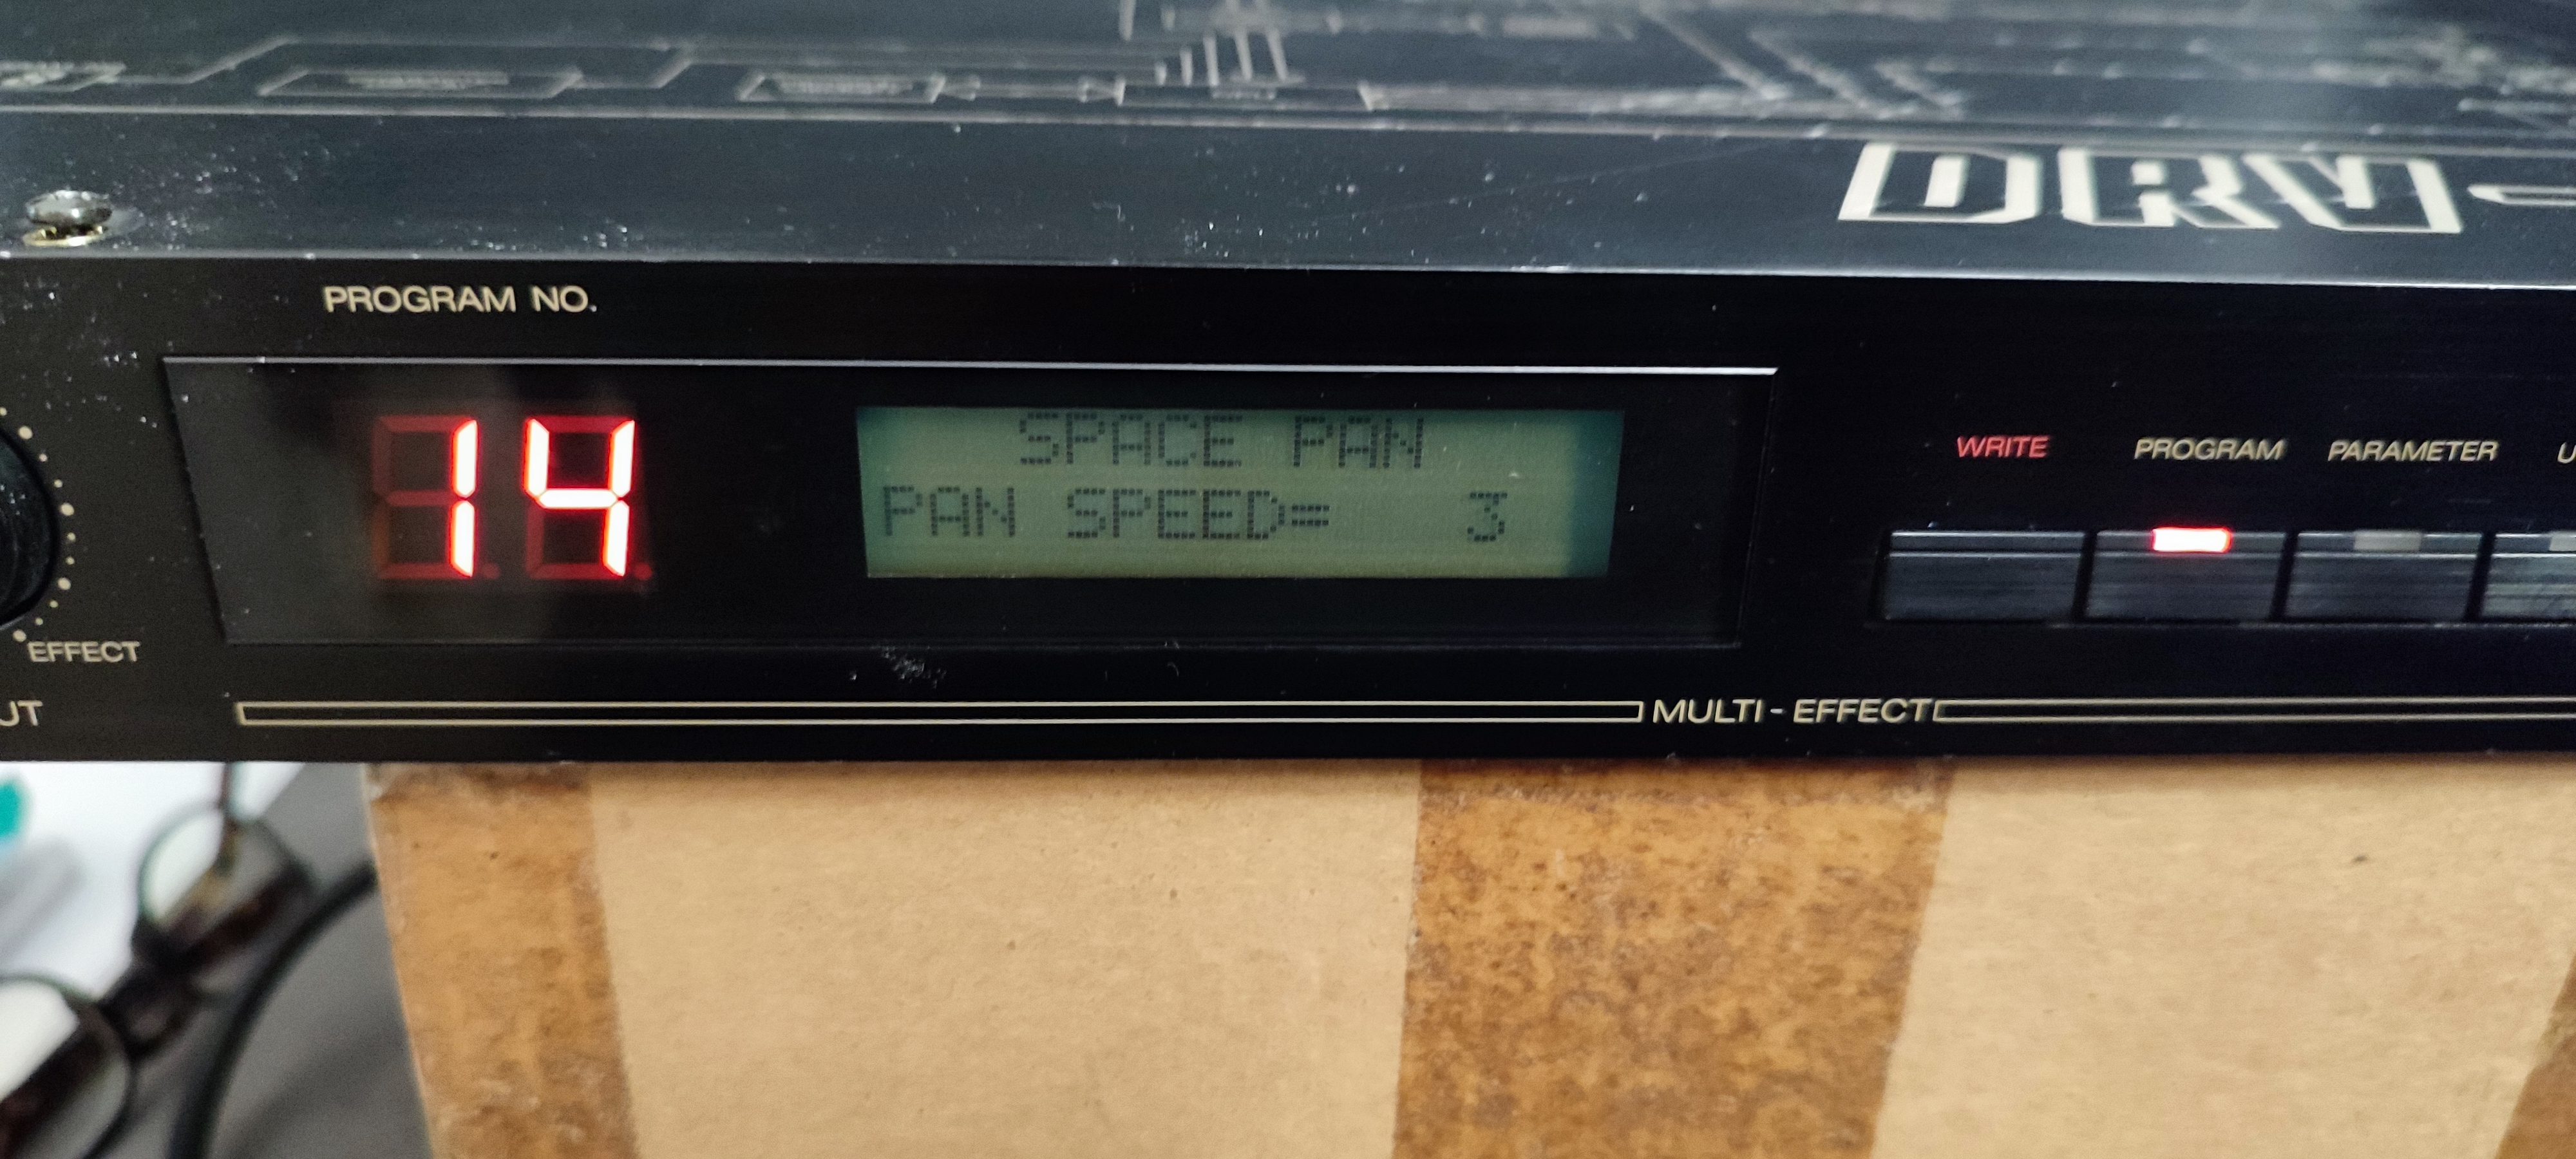 DRV-
PROGRAM NO.
14
SPACE PAN
PAN SPEED= 3
WRITE
PROGRAM
PARAMETER
EFFECT
MULTI-EFFECT